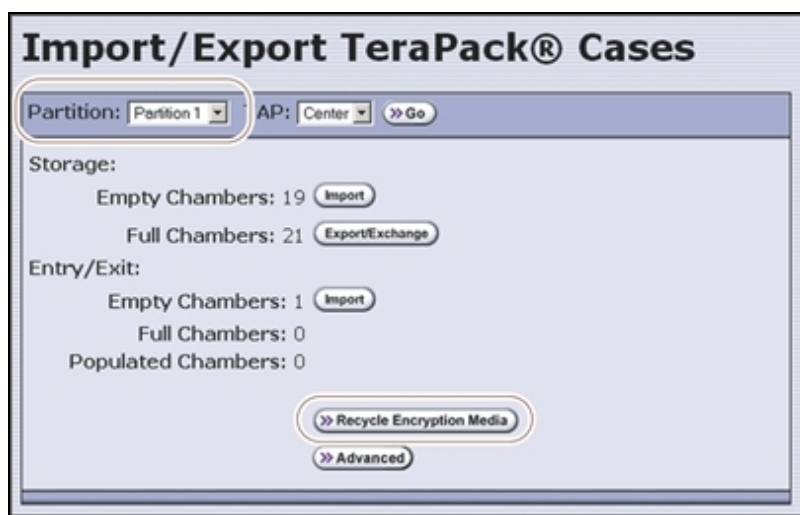 Import/Export TeraPack® Cases
Partition: Partition 1 TAP: Center Go
Storage:
Empty Chambers: 19 Import
Full Chambers: 21 Export/Exchange
Entry/Exit:
Empty Chambers: 1 Import
Full Chambers: 0
Populated Chambers: 0
Recycle Encryption Media
Advanced